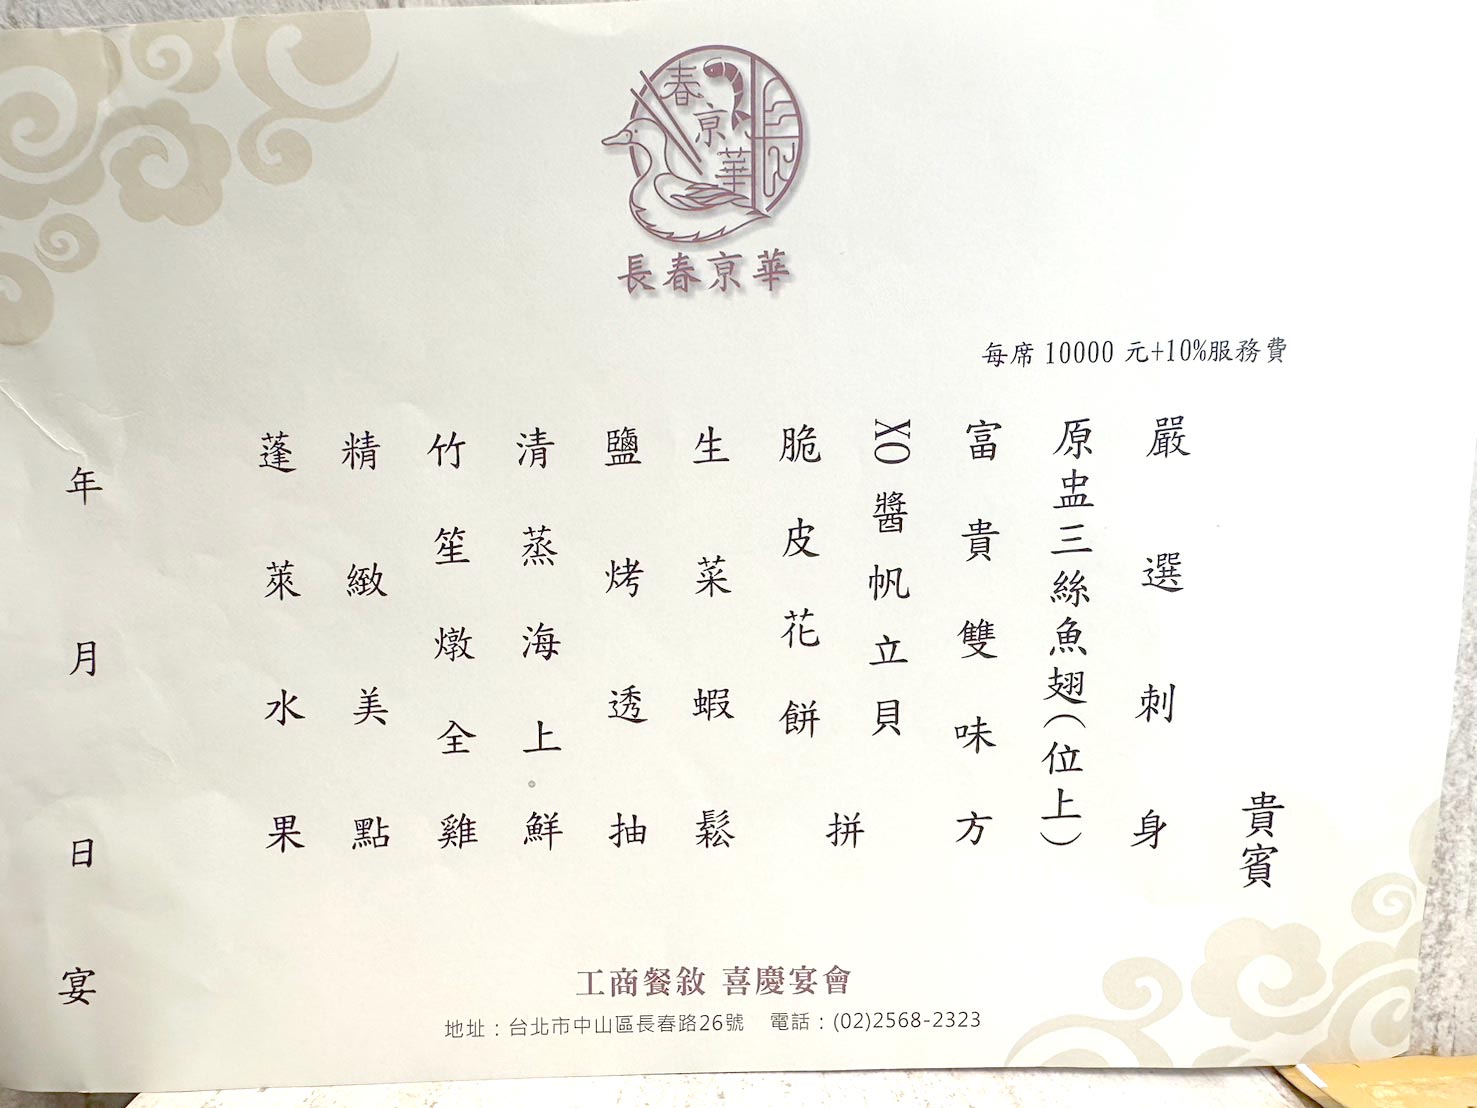 春
京
華
長春京華
每席 10000 元+10%服務費
貴賓
嚴選刺身
原盅三絲魚翅(位上)
富貴雙味方
XO醬帆立貝
拼
脆皮花餅
生菜蝦鬆
鹽烤透抽
清蒸海上鮮
竹笙燉全雞
精緻美點
蓬萊水果
年月日宴
工商餐敘 喜慶宴會
地址：台北市中山區長春路26號 電話：(02)2568-2323